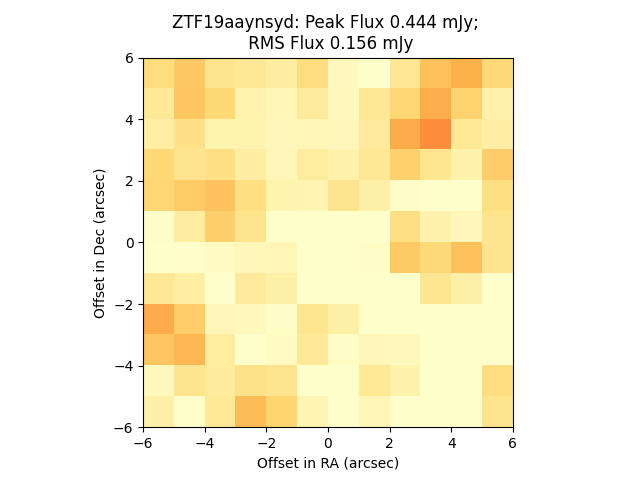 ZTF19aaynsyd: Peak Flux 0.444 mJy;
RMS Flux 0.156 mJy
6
4
2
0
−2
−4
−6
Offset in Dec (arcsec)
−6 −4 −2 0 2 4 6
Offset in RA (arcsec)